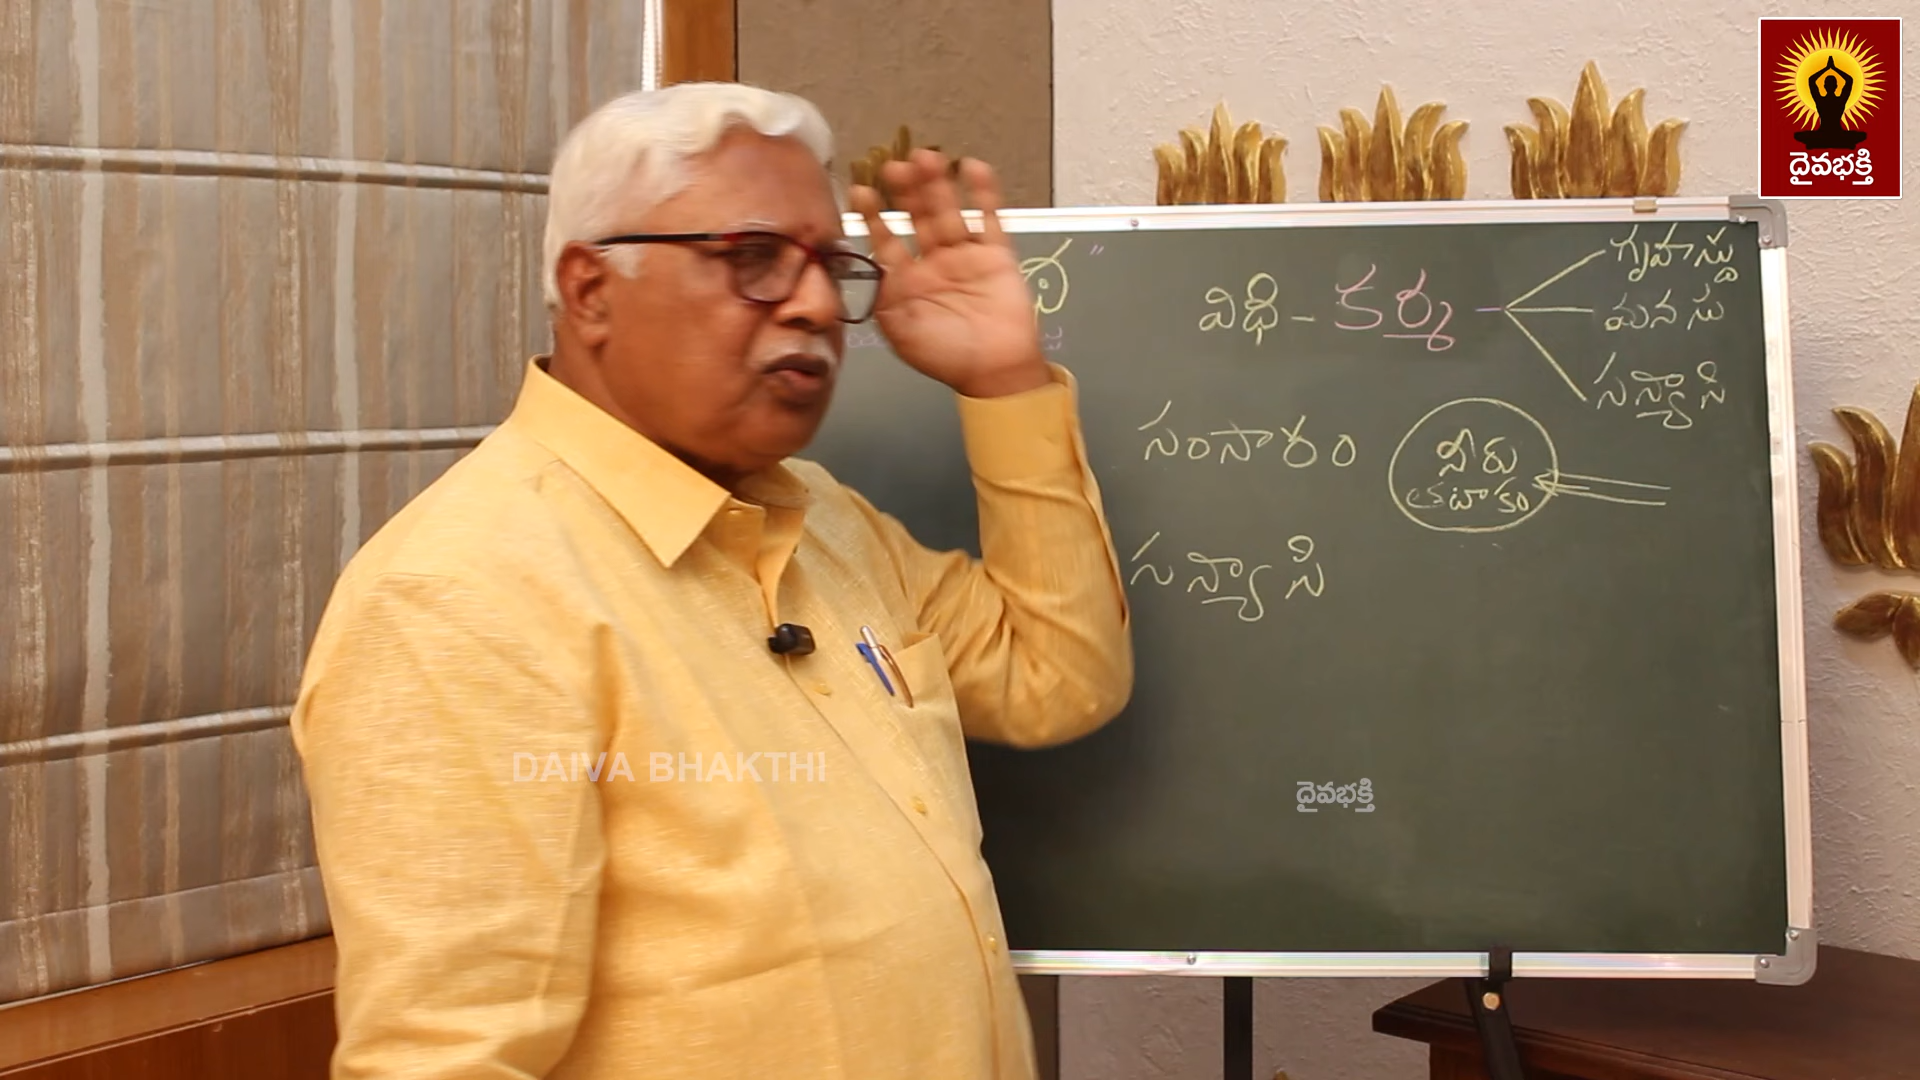 దైవభక్తి
విధి - కర్మ
గృహస్థు
మనసు
సన్యాసి
సంసారం
నీరు
తటాకం
సన్యాసి
DAIVA BHAKTHI
దైవభక్తి